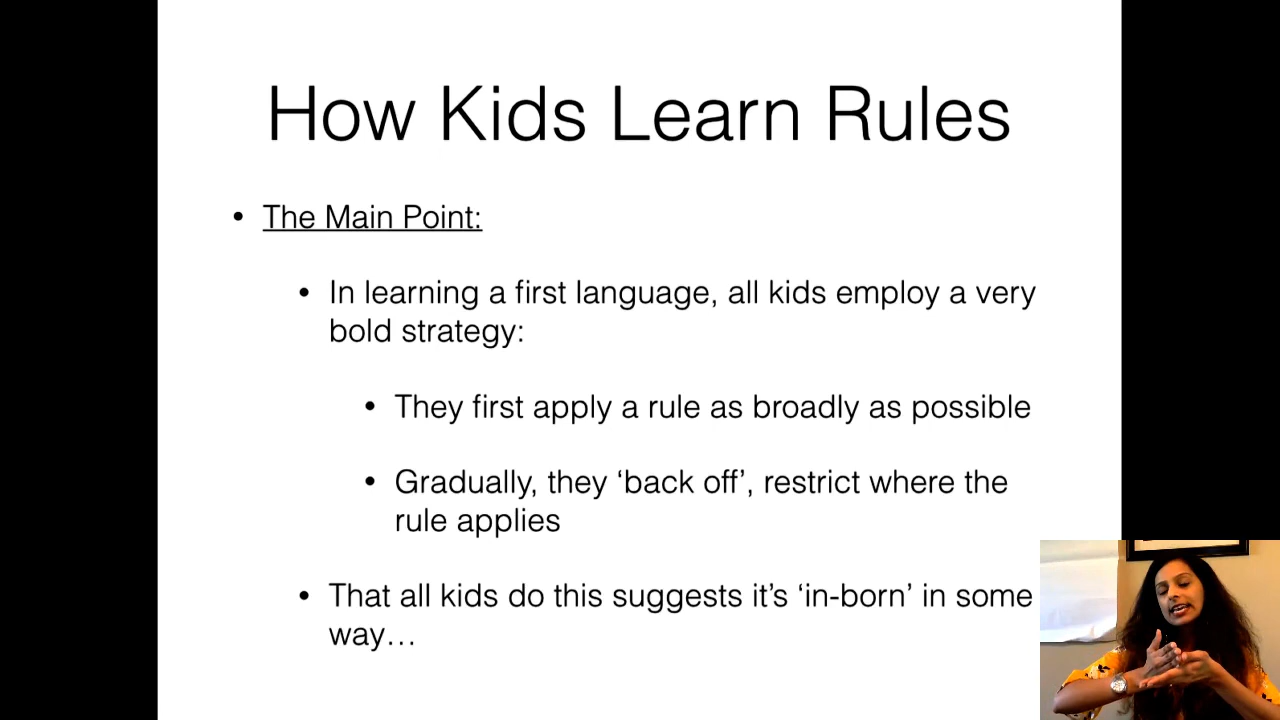 How Kids Learn Rules
• The Main Point:
• In learning a first language, all kids employ a very
bold strategy:
• They first apply a rule as broadly as possible
• Gradually, they ‘back off’, restrict where the
rule applies
• That all kids do this suggests it’s ‘in-born’ in some
way…